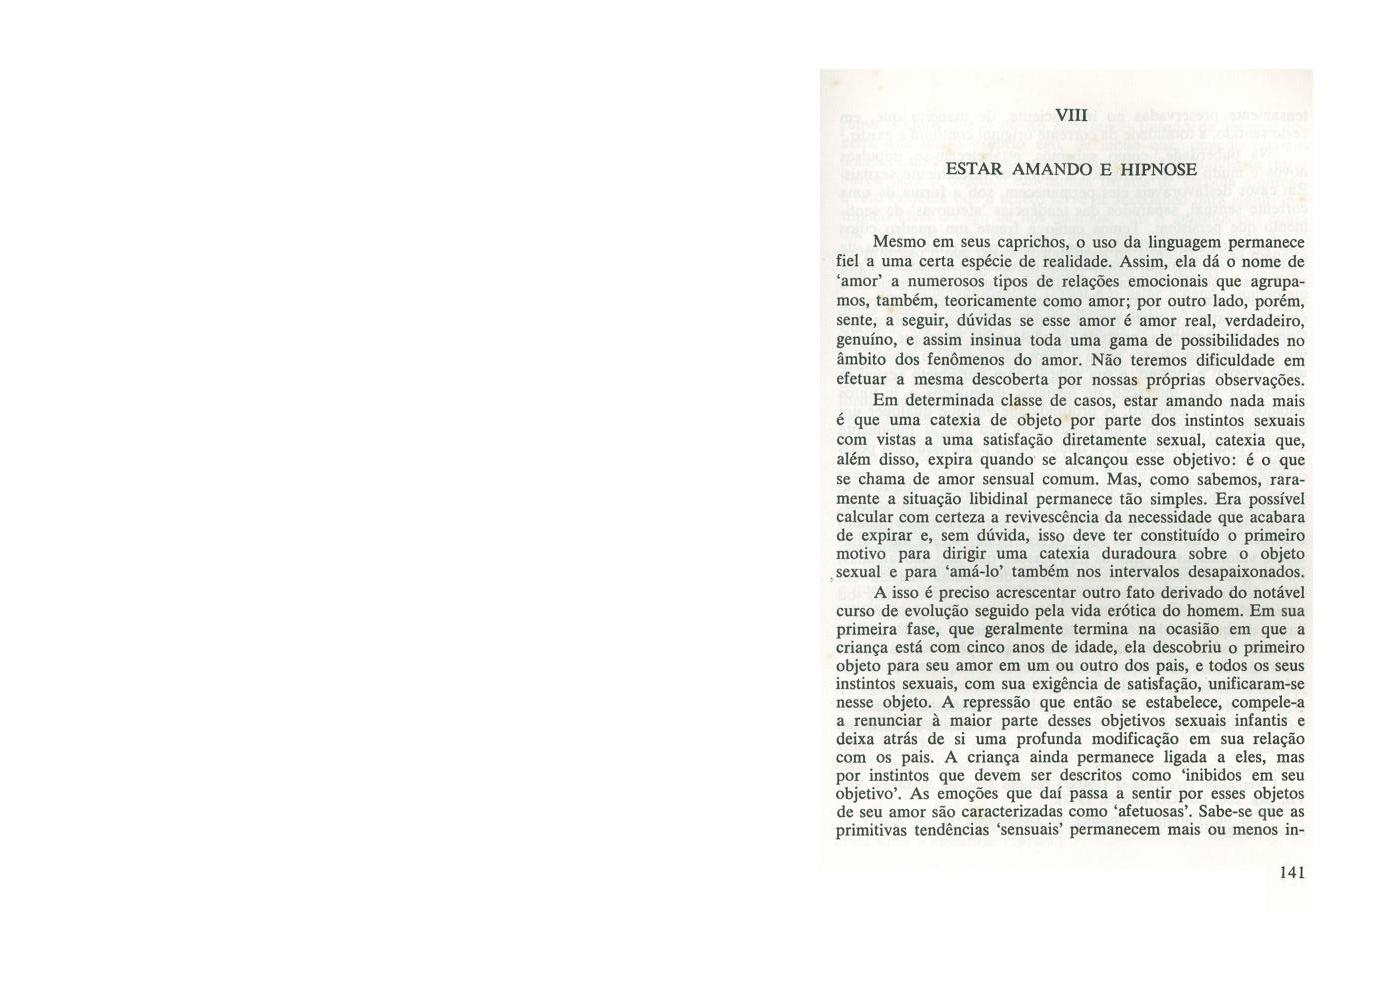 VIII
ESTAR AMANDO E HIPNOSE
Mesmo em seus caprichos, o uso da linguagem permanece
fiel a uma certa espécie de realidade. Assim, ela dá o nome de
‘amor’ a numerosos tipos de relações emocionais que agrupa-
mos, também, teoricamente como amor; por outro lado, porém,
sente, a seguir, dúvidas se esse amor é amor real, verdadeiro,
genuíno, e assim insinua toda uma gama de possibilidades no
âmbito dos fenômenos do amor. Não teremos dificuldade em
efetuar a mesma descoberta por nossas próprias observações.
Em determinada classe de casos, estar amando nada mais
é que uma catexia de objeto por parte dos instintos sexuais
com vistas a uma satisfação diretamente sexual, catexia que,
além disso, expira quando se alcançou esse objetivo: é o que
se chama de amor sensual comum. Mas, como sabemos, rara-
mente a situação libidinal permanece tão simples. Era possível
calcular com certeza a revivescência da necessidade que acabara
de expirar e, sem dúvida, isso deve ter constituído o primeiro
motivo para dirigir uma catexia duradoura sobre o objeto
sexual e para ‘amá-lo’ também nos intervalos desapaixonados.
A isso é preciso acrescentar outro fato derivado do notável
curso de evolução seguido pela vida erótica do homem. Em sua
primeira fase, que geralmente termina na ocasião em que a
criança está com cinco anos de idade, ela descobriu o primeiro
objeto para seu amor em um ou outro dos pais, e todos os seus
instintos sexuais, com sua exigência de satisfação, unificaram-se
nesse objeto. A repressão que então se estabelece, compele-a
a renunciar à maior parte desses objetivos sexuais infantis e
deixa atrás de si uma profunda modificação em sua relação
com os pais. A criança ainda permanece ligada a eles, mas
por instintos que devem ser descritos como ‘inibidos em seu
objetivo’. As emoções que daí passa a sentir por esses objetos
de seu amor são caracterizadas como ‘afetuosas’. Sabe-se que as
primitivas tendências ‘sensuais’ permanecem mais ou menos in-
141